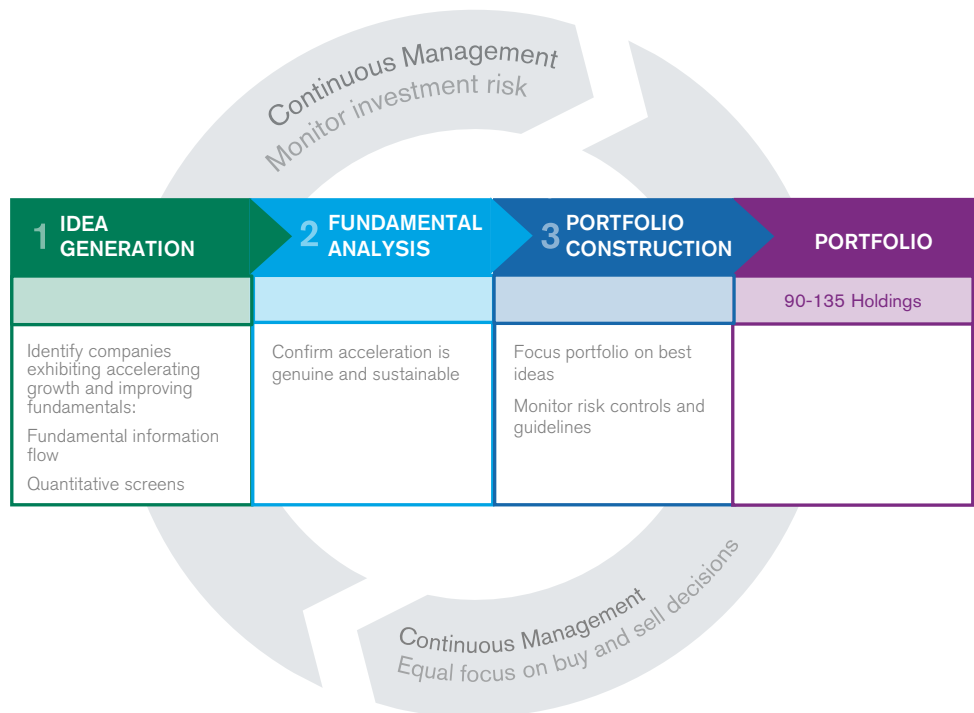 Continuous Management
Monitor investment risk
1 IDEA
GENERATION
2 FUNDAMENTAL
ANALYSIS
3 PORTFOLIO
CONSTRUCTION
PORTFOLIO
90-135 Holdings
Identify companies
exhibiting accelerating
growth and improving
fundamentals:
Fundamental information
flow
Quantitative screens
Confirm acceleration is
genuine and sustainable
Focus portfolio on best
ideas
Monitor risk controls and
guidelines
Continuous Management
Equal focus on buy and sell decisions